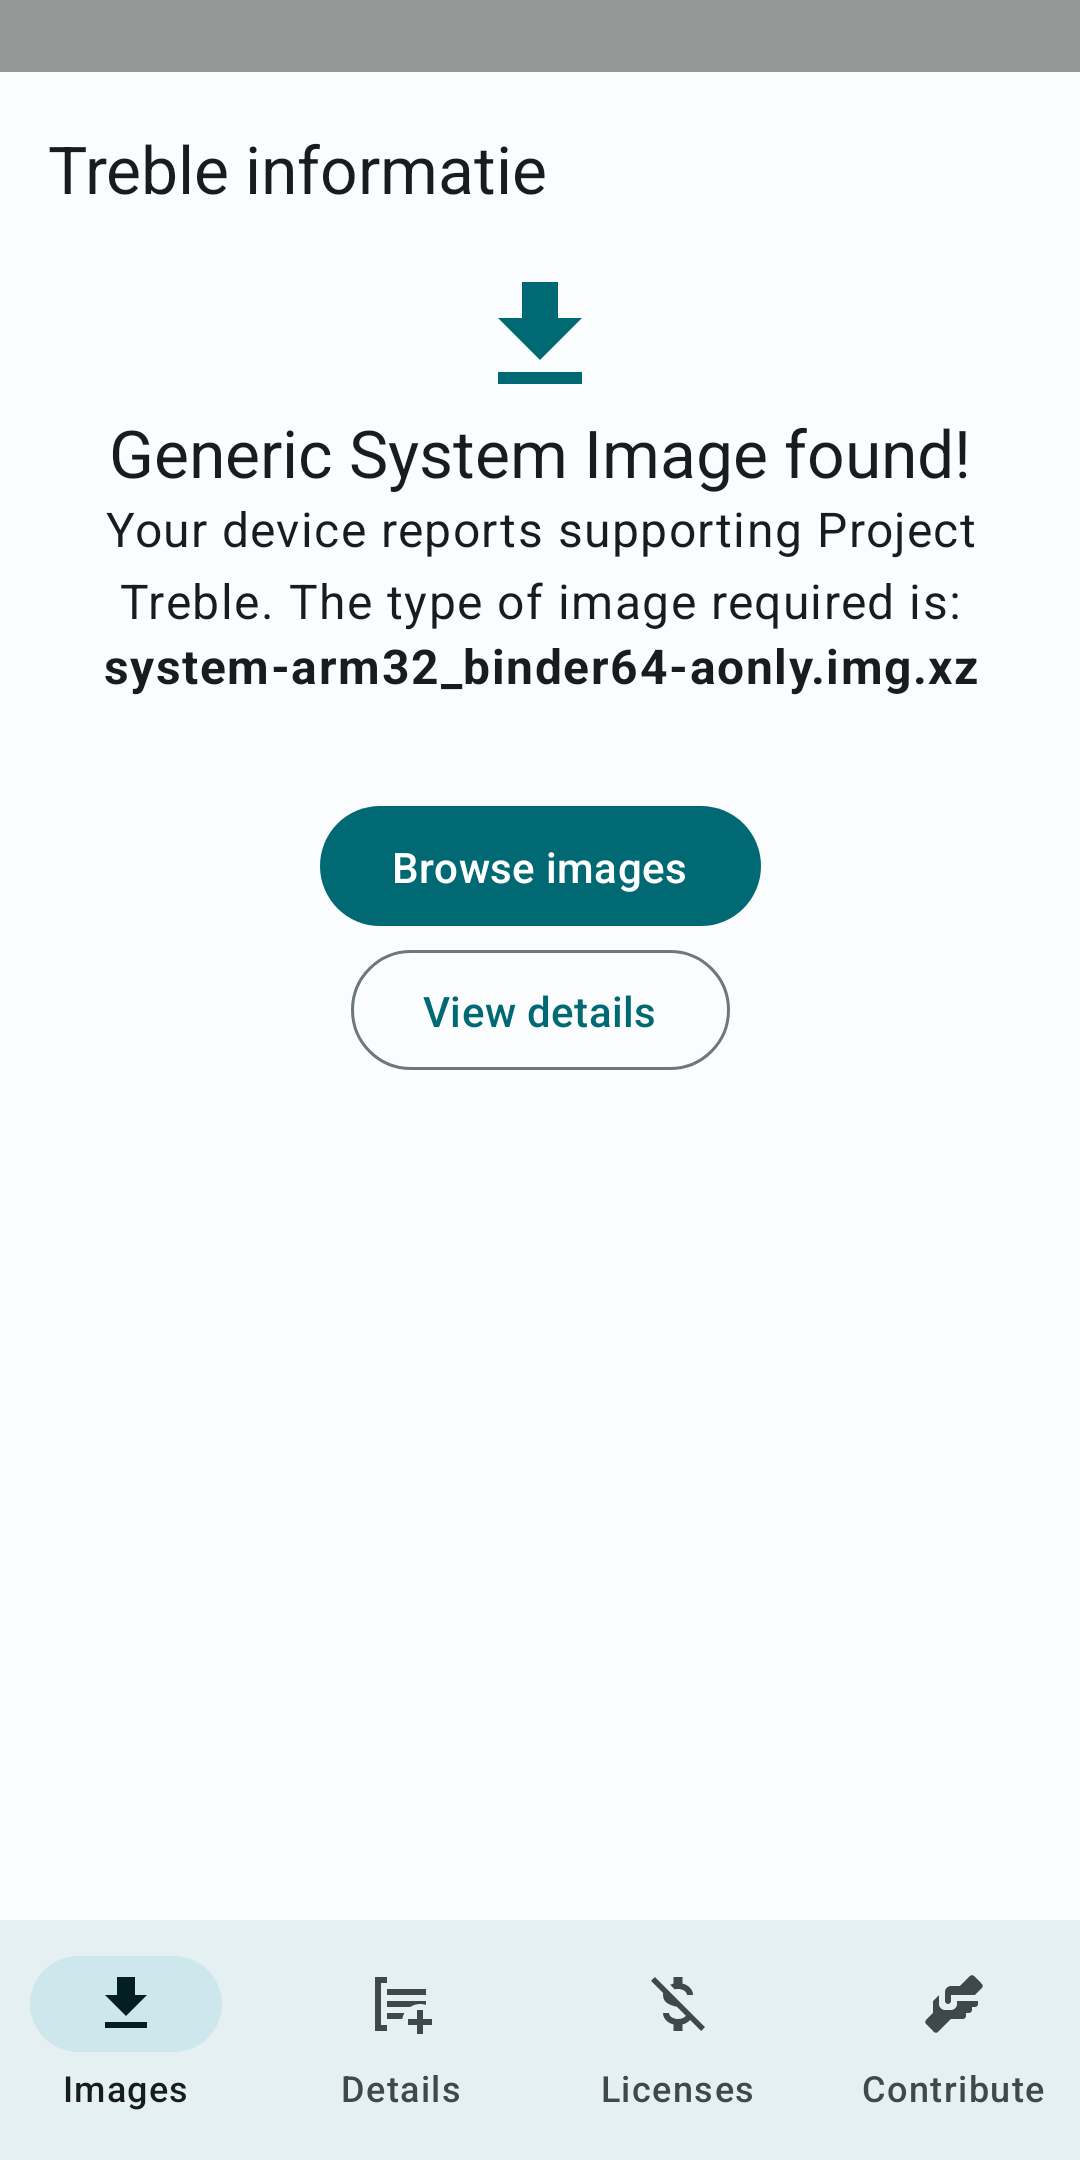 Treble informatie
Generic System Image found!
Your device reports supporting Project
Treble. The type of image required is:
system-arm32_binder64-aonly.img.xz
Browse images
View details
Images
Details
Licenses
Contribute